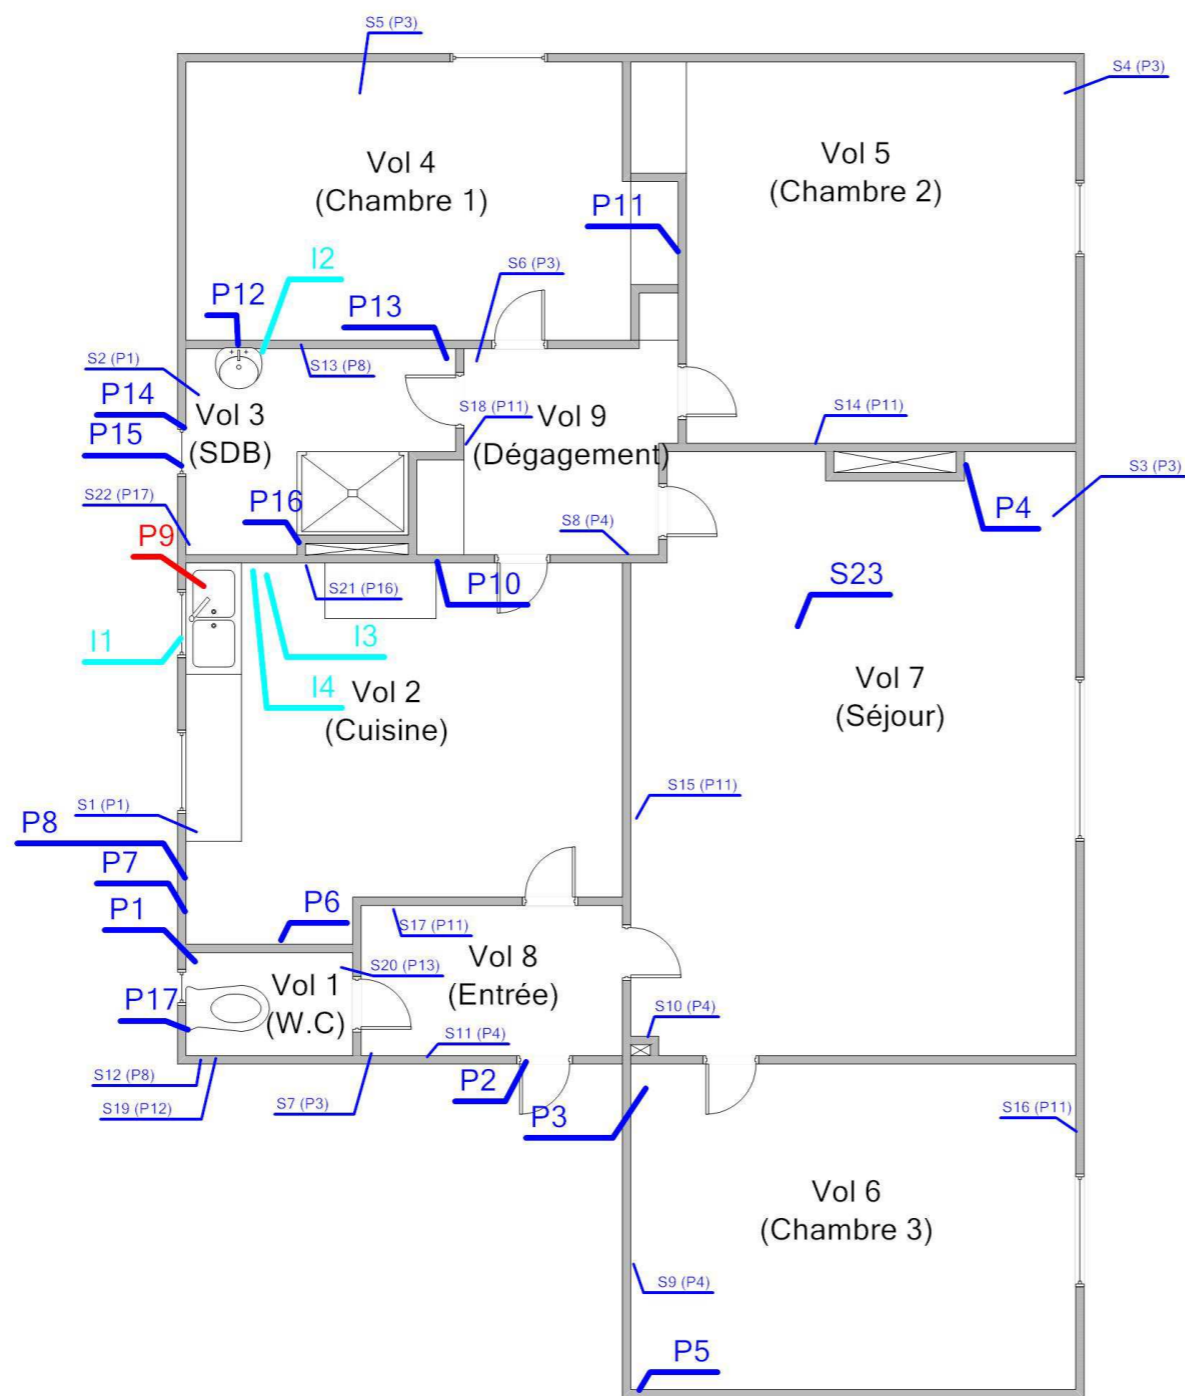 S5 (P3)
S4 (P3)
Vol 4
(Chambre 1)
Vol 5
(Chambre 2)
P11
I2
S6 (P3)
P12
P13
S2 (P1)
S13 (P8)
P14
Vol 3
(SDB)
S18 (P11)
Vol 9
(Dégagement)
S14 (P11)
P15
S3 (P3)
S22 (P17)
P16
P4
P9
S8 (P4)
S21 (P16)
P10
S23
I1
I3
I4
Vol 2
(Cuisine)
Vol 7
(Séjour)
S15 (P11)
S1 (P1)
P8
P7
P1
P6
S17 (P11)
Vol 8
(Entrée)
S20 (P13)
Vol 1
(W.C)
P17
S10 (P4)
S11 (P4)
S12 (P8)
P2
S19 (P12)
S7 (P3)
P3
S16 (P11)
Vol 6
(Chambre 3)
S9 (P4)
P5